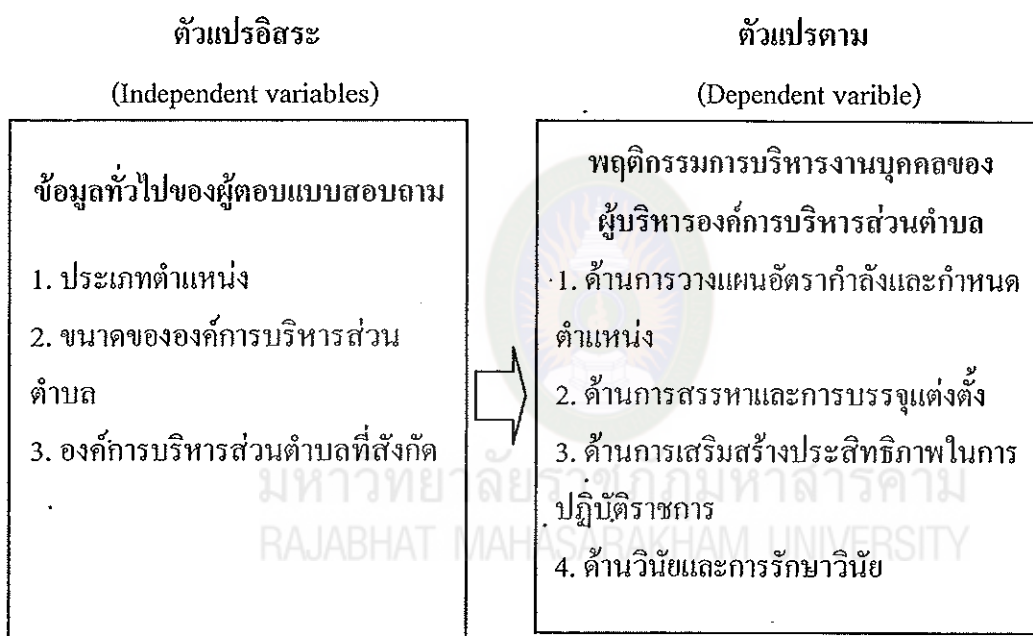 ตัวแปรอิสระ
(Independent variables)
ข้อมูลทั่วไปของผู้ตอบแบบสอบถาม
1. ประเภทตำแหน่ง
2. ขนาดขององค์การบริหารส่วน
ตำบล
3. องค์การบริหารส่วนตำบลที่สังกัด
ตัวแปรตาม
(Dependent varible)
พฤติกรรมการบริหารงานบุคคลของ
ผู้บริหารองค์การบริหารส่วนตำบล
1. ด้านการวางแผนอัตรากำลังและกำหนด
ตำแหน่ง
2. ด้านการสรรหาและการบรรจุแต่งตั้ง
3. ด้านการเสริมสร้างประสิทธิภาพในการ
ปฏิบัติราชการ
4. ด้านวินัยและการรักษาวินัย
มหาวิทยาลัยราชภัฏมหาสารคาม
RAJABHAT MAHASARAKHAM UNIVERSITY